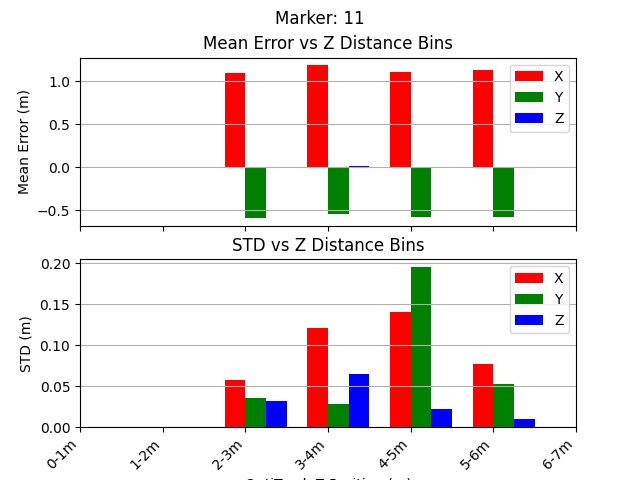 Marker: 11
Mean Error vs Z Distance Bins
Mean Error (m)
1.0
0.5
0.0
−0.5
X
Y
Z
STD vs Z Distance Bins
STD (m)
0.20
0.15
0.10
0.05
0.00
X
Y
Z
0-1m
1-2m
2-3m
3-4m
4-5m
5-6m
6-7m